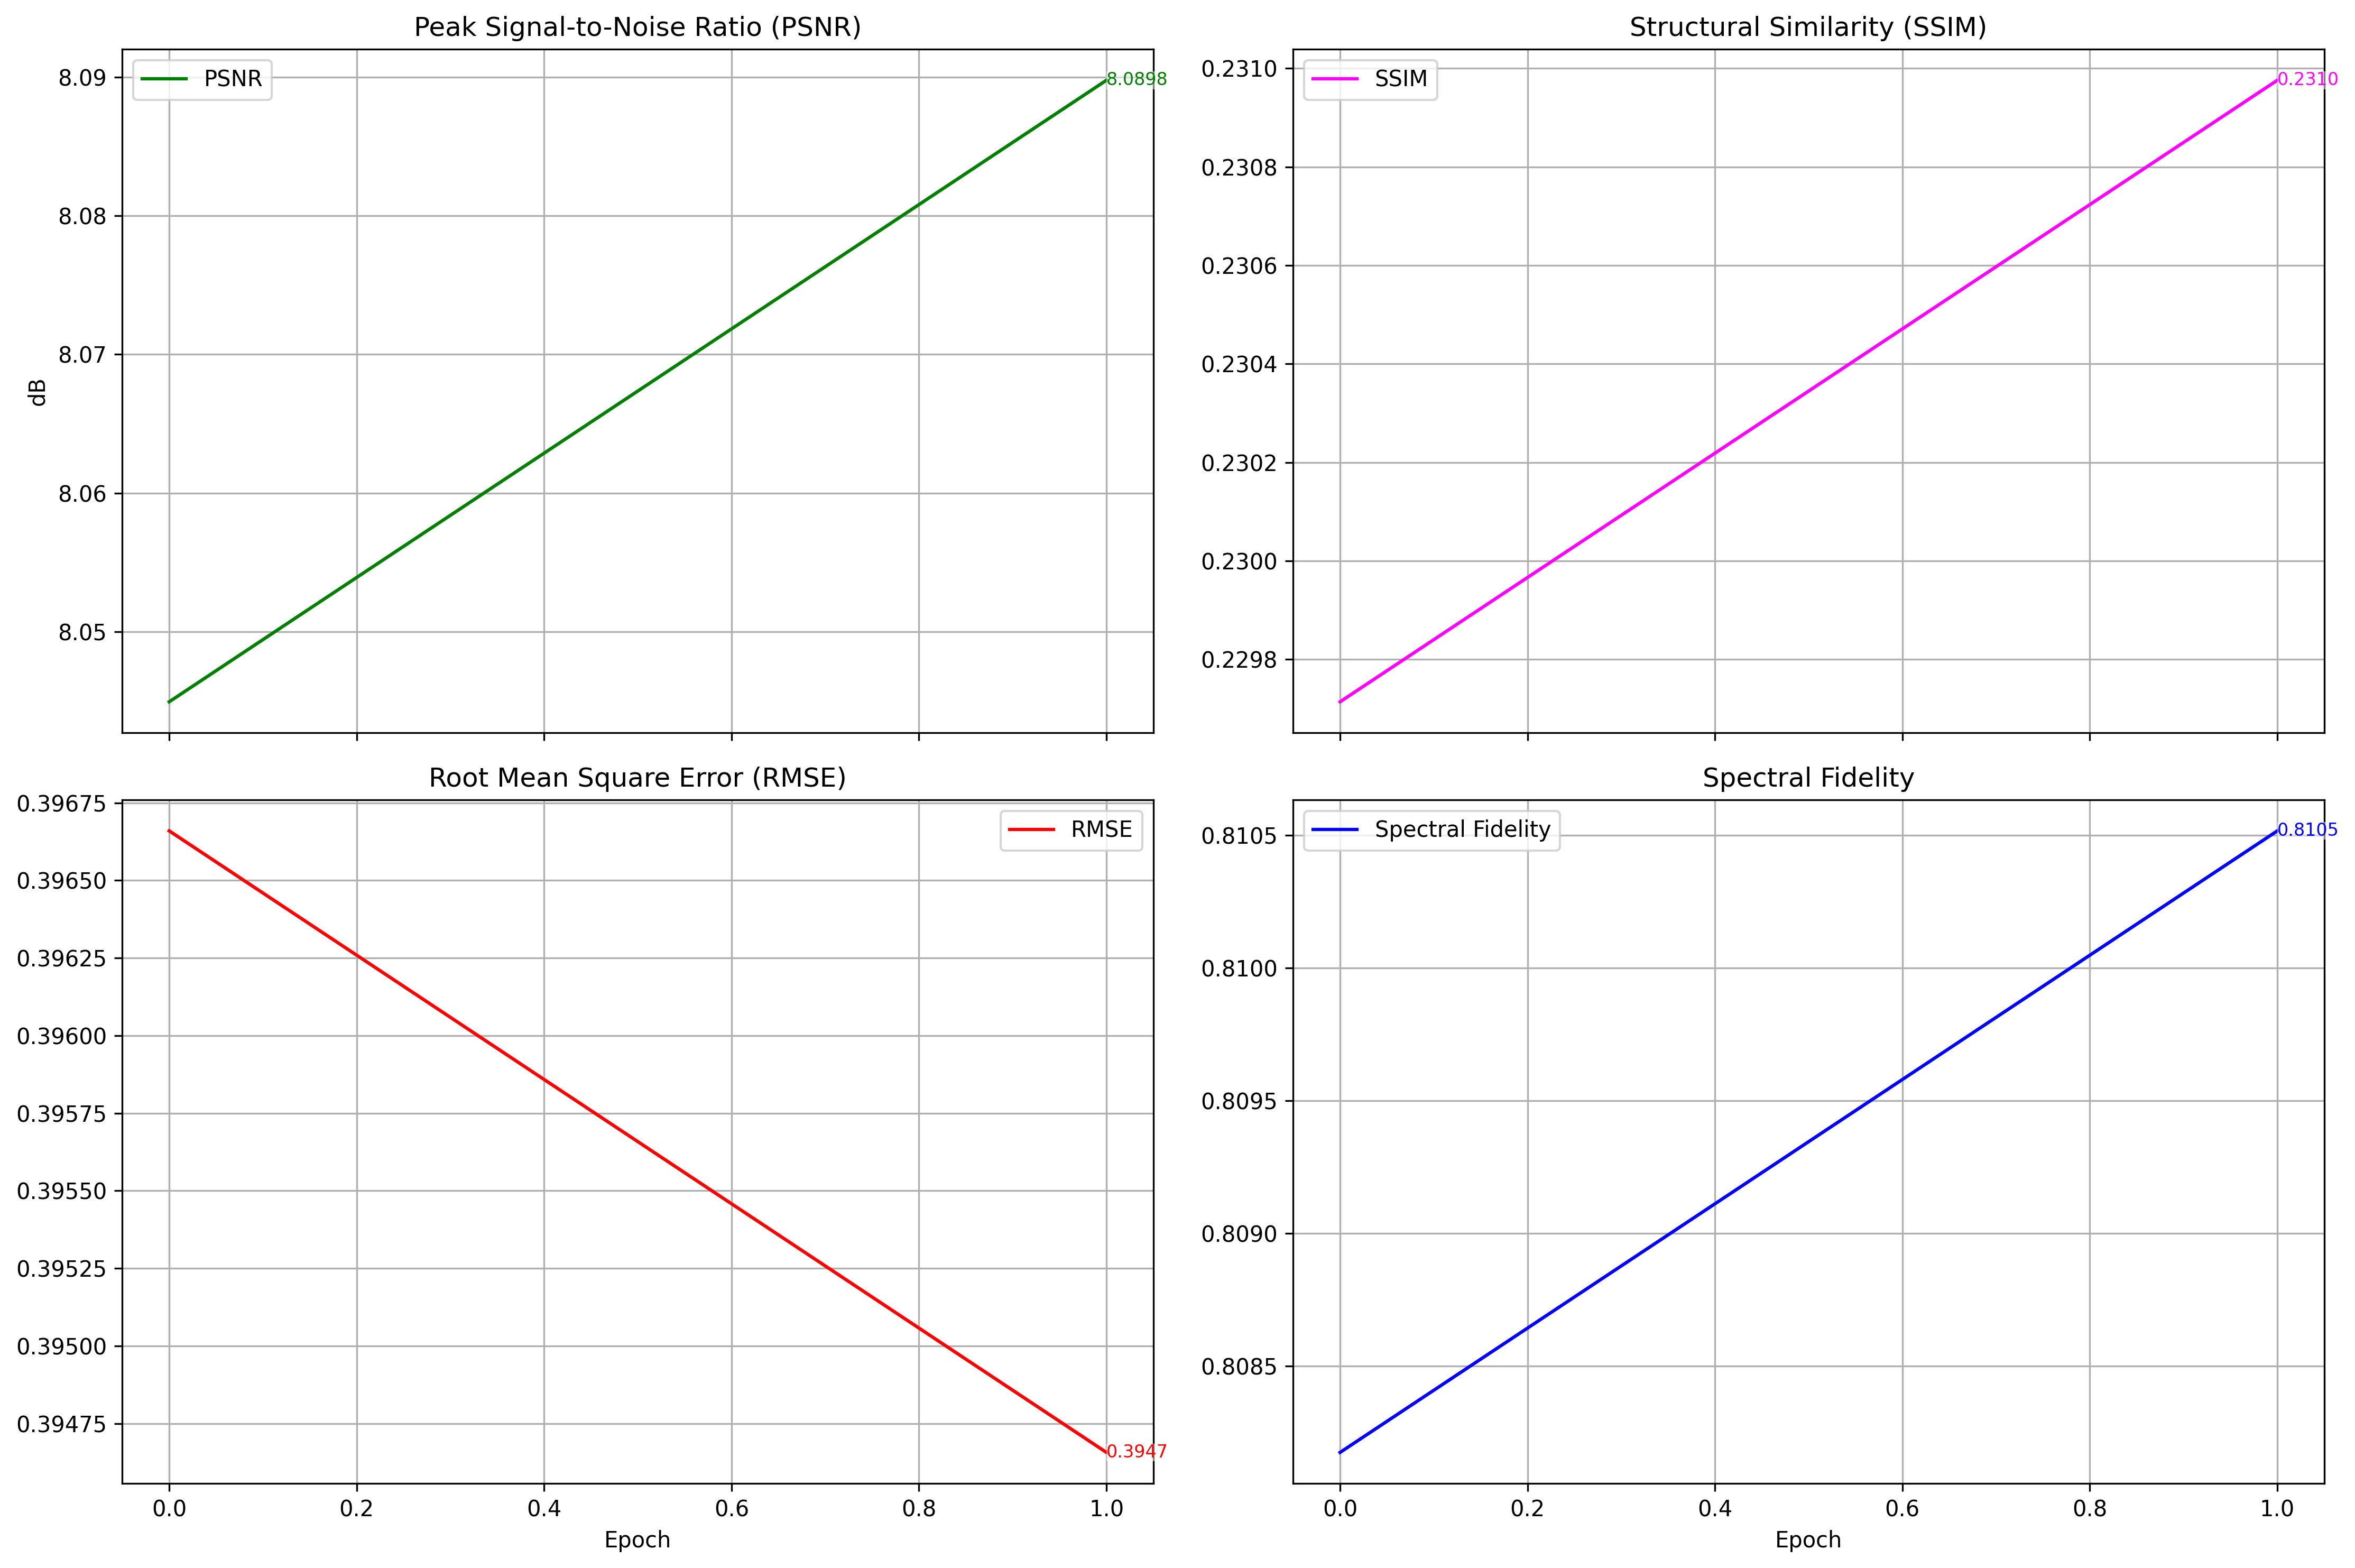 Peak Signal-to-Noise Ratio (PSNR)
PSNR
8.0898
8.09
8.08
8.07
8.06
8.05
dB
Structural Similarity (SSIM)
SSIM
0.2310
0.2310
0.2308
0.2306
0.2304
0.2302
0.2300
0.2298
Root Mean Square Error (RMSE)
RMSE
0.39675
0.39650
0.39625
0.39600
0.39575
0.39550
0.39525
0.39500
0.39475
0.3947
0.0 0.2 0.4 0.6 0.8 1.0
Epoch
Spectral Fidelity
Spectral Fidelity
0.8105
0.8105
0.8100
0.8095
0.8090
0.8085
0.0 0.2 0.4 0.6 0.8 1.0
Epoch